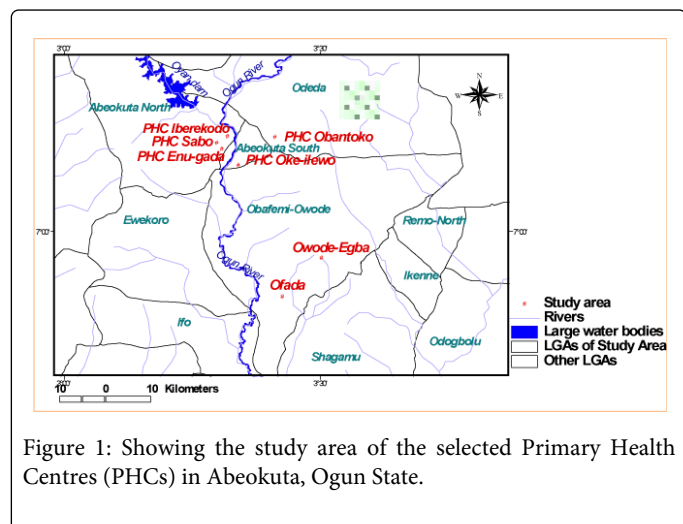 3°00'
3°30'
Oyan dam
Ogun River
Odeda
N
W
E
S
Abeokuta North
PHC Iberekodo
PHC Obantoko
PHC Sabo
Abeokuta South
PHC Enu-gada
PHC Oke-ilewo
Ewekoro
Obafemi-Owode
Remo-North
7°00'
7°00'
Owode-Egba
Ogun River
Ikenne
Ofada
Ifo
Shagamu
Odogbolu
Study area
Rivers
Large water bodies
LGAs of Study Area
Other LGAs
3°30'
10 0 10 Kilometers
Figure 1: Showing the study area of the selected Primary Health
Centres (PHCs) in Abeokuta, Ogun State.